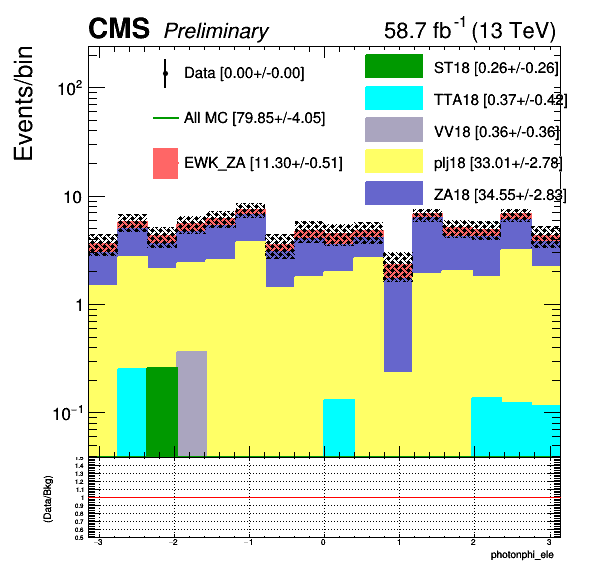 CMS Preliminary 58.7 fb⁻¹ (13 TeV)
Events/bin
Data [0.00+/-0.00]
All MC [79.85+/-4.05]
EWK_ZA [11.30+/-0.51]
ST18 [0.26+/-0.26]
TTA18 [0.37+/-0.42]
VV18 [0.36+/-0.36]
plj18 [33.01+/-2.78]
ZA18 [34.55+/-2.83]
10²
10
1
10⁻¹
(Data/Bkg)
1.5
1.4
1.3
1.2
1.1
1
0.9
0.8
0.7
0.6
0.5
−3 −2 −1 0 1 2 3
photonphi_ele